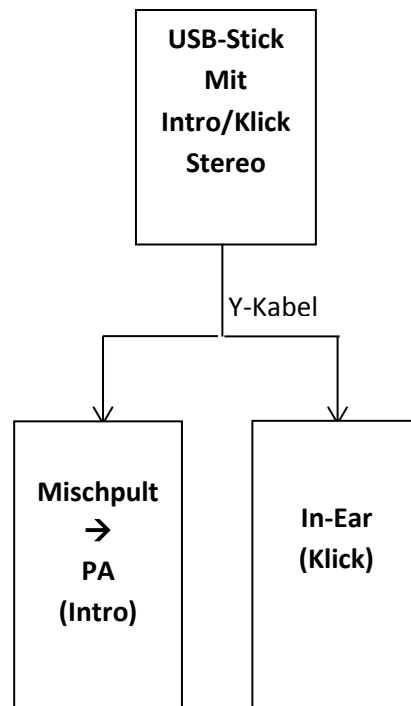 USB-Stick
Mit
Intro/Klick
Stereo
Y-Kabel
Mischpult
→
PA
(Intro)
In-Ear
(Klick)